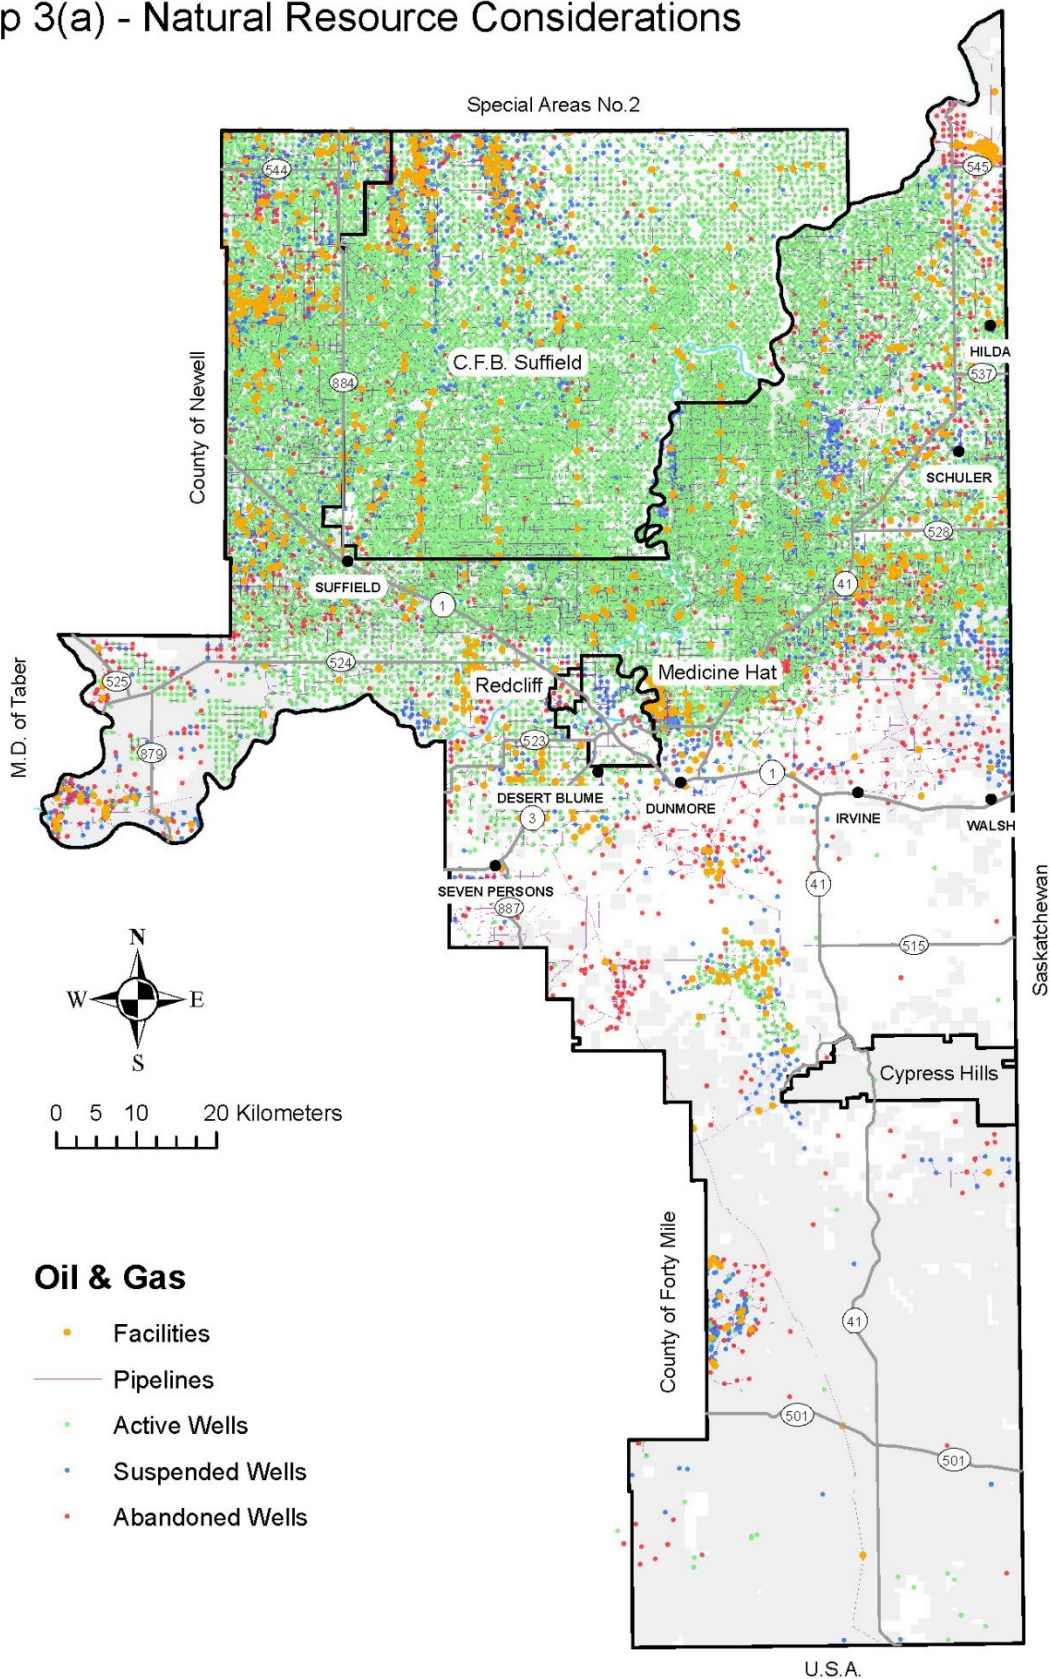 p 3(a) - Natural Resource Considerations
Special Areas No.2
544
545
County of Newell
C.F.B. Suffield
HILDA
537
884
SCHULER
528
SUFFIELD
41
1
M.D. of Taber
524
525
Redcliff
Medicine Hat
879
523
1
DESERT BLUME
DUNMORE
3
IRVINE
WALSH
41
SEVEN PERSONS
887
515
Saskatchewan
N
W
E
S
Cypress Hills
0 5 10 20 Kilometers
County of Forty Mile
Oil & Gas
Facilities
Pipelines
Active Wells
Suspended Wells
Abandoned Wells
41
501
501
U.S.A.